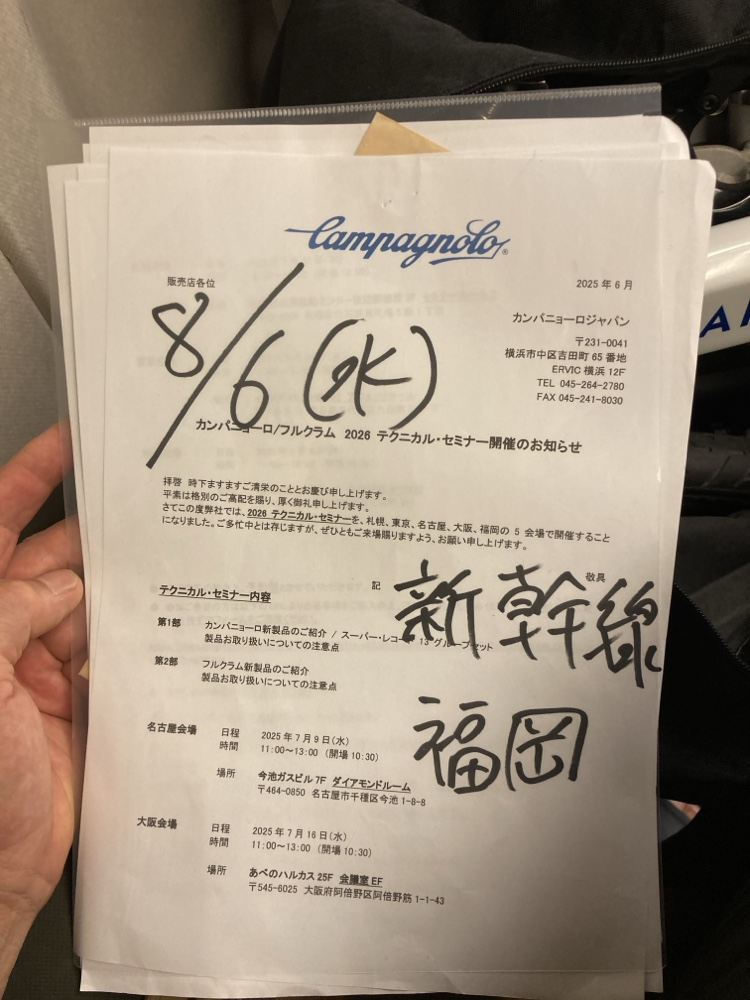 Campagnolo®
販売店各位
2025 年 6 月
カンパニョーロジャパン
〒231-0041
横浜市中区吉田町 65 番地
ERVIC 横浜 12F
TEL 045-264-2780
FAX 045-241-8030
8/6(水)
カンパニョーロ/フルクラム 2026 テクニカル・セミナー開催のお知らせ
拝啓 時下ますますご清栄のこととお慶び申し上げます。
平素は格別のご高配を賜り、厚く御礼申し上げます。
さてこの度弊社では、2026 テクニカル・セミナーを、札幌、東京、名古屋、大阪、福岡の 5 会場で開催すること
になりました。ご多忙中とは存じますが、ぜひともご来場賜りますよう、お願い申し上げます。
敬具
記
新幹線
テクニカル・セミナー内容
第1部 カンパニョーロ新製品のご紹介 / スーパー・レコード 13 グループセット
製品お取り扱いについての注意点
第2部 フルクラム新製品のご紹介
製品お取り扱いについての注意点
福岡
名古屋会場 日程 2025 年 7 月 9 日(水)
時間 11:00~13:00 (開場 10:30)
場所 今池ガスビル 7F ダイアモンドルーム
〒464-0850 名古屋市千種区今池 1-8-8
大阪会場 日程 2025 年 7 月 16 日(水)
時間 11:00~13:00 (開場 10:30)
場所 あべのハルカス 25F 会議室 EF
〒545-6025 大阪府阿倍野区阿倍野筋 1-1-43